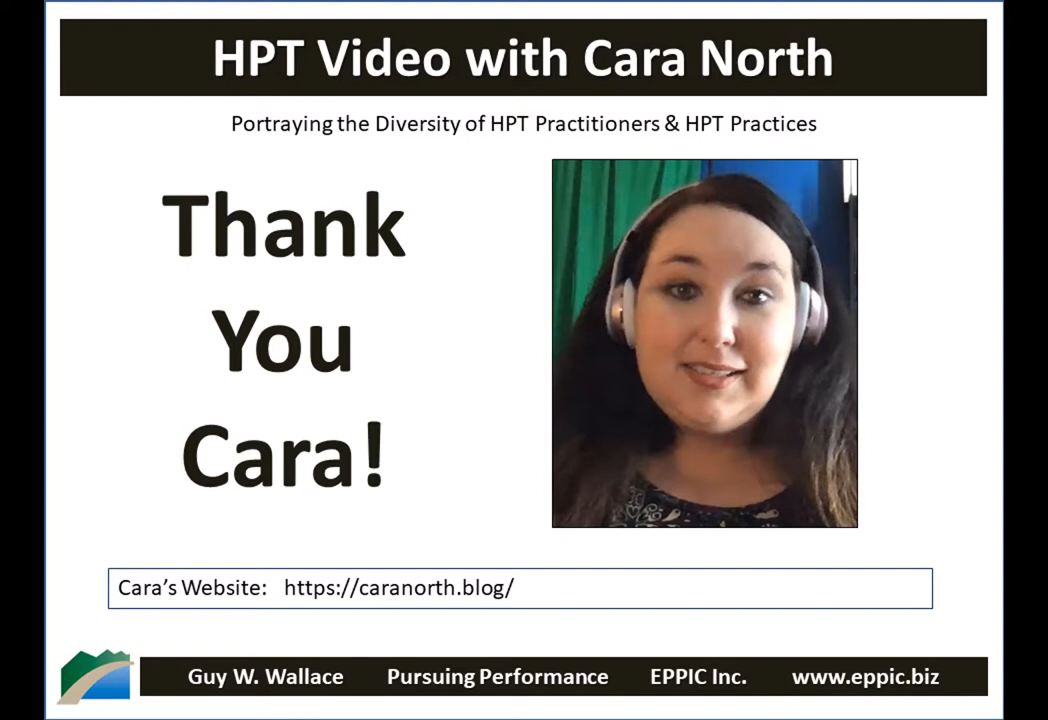 HPT Video with Cara North
Portraying the Diversity of HPT Practitioners & HPT Practices
Thank
You
Cara!
Cara’s Website: https://caranorth.blog/
Guy W. Wallace Pursuing Performance EPPIC Inc. www.eppic.biz